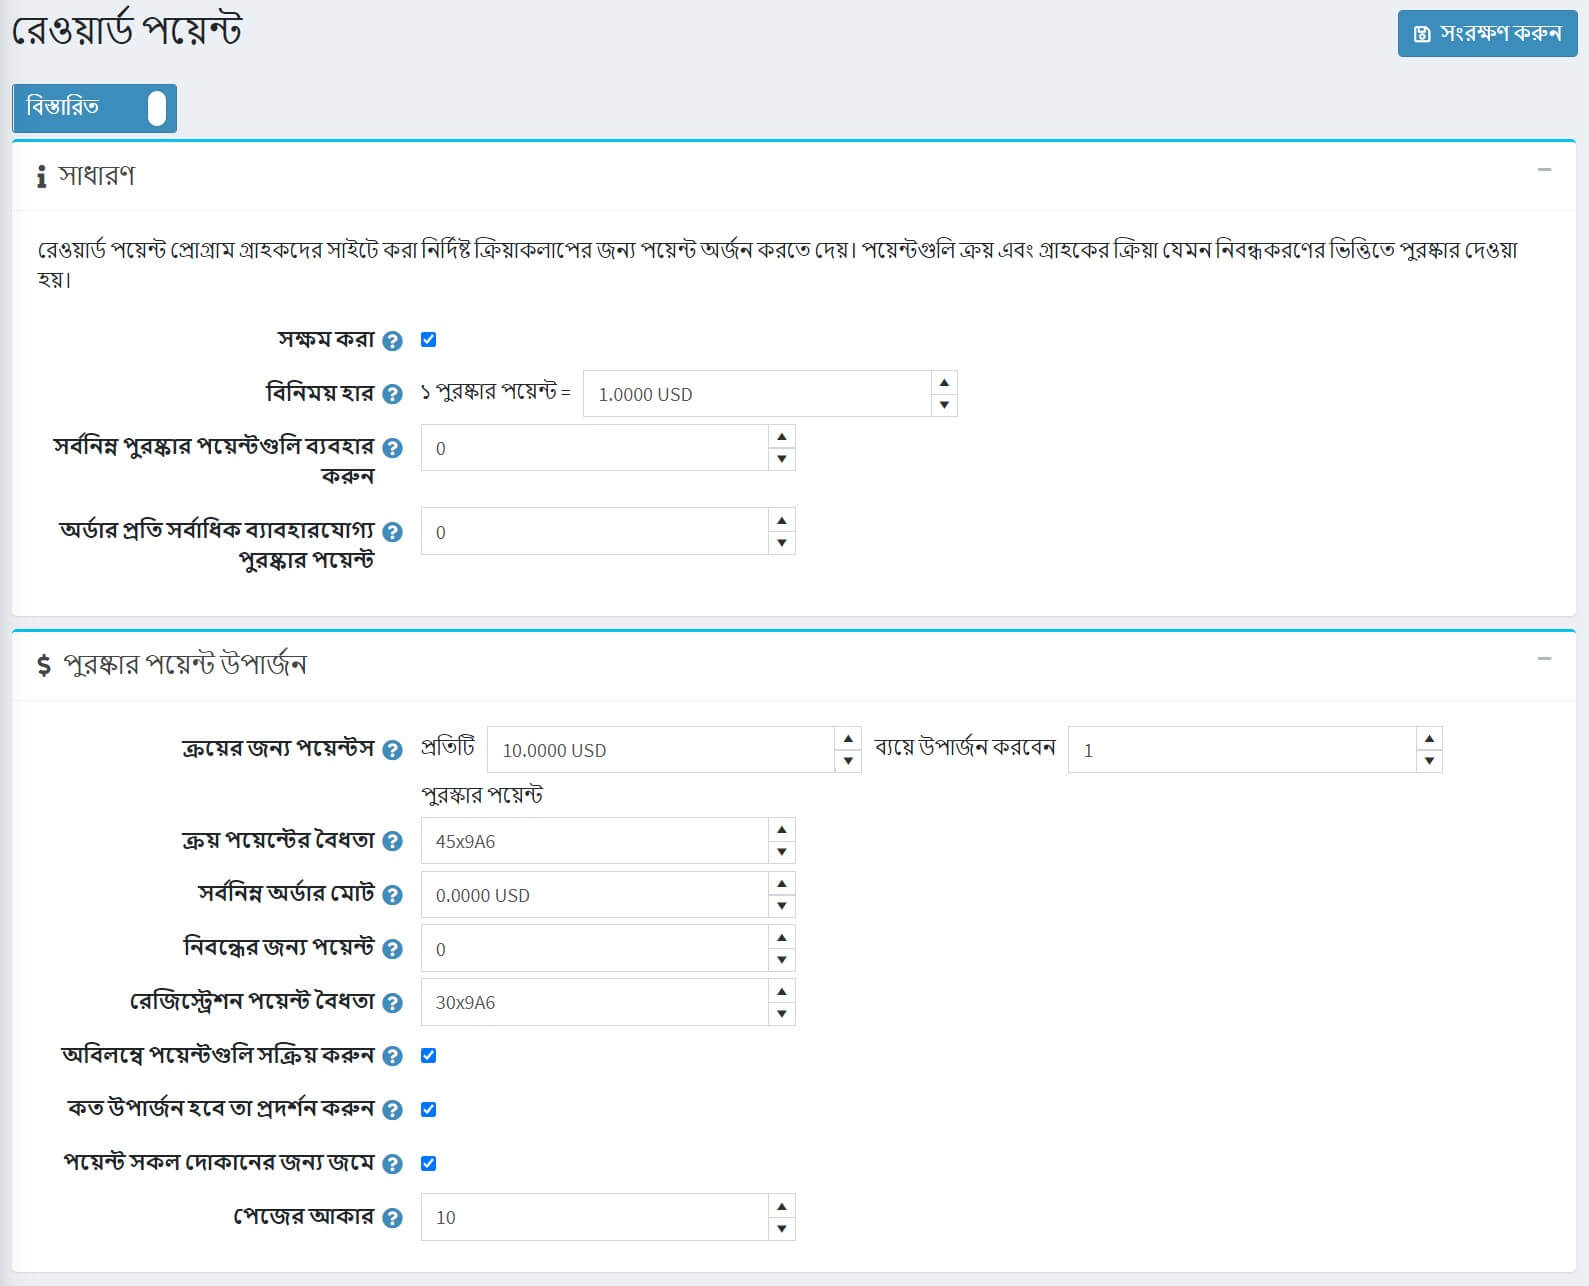 রেওয়ার্ড পয়েন্ট
সংরক্ষণ করুন
বিস্তারিত
সাধারণ
রেওয়ার্ড পয়েন্ট প্রোগ্রাম গ্রাহকদের সাইটে করা নির্দিষ্ট ক্রিয়াকলাপের জন্য পয়েন্ট অর্জন করতে দেয়। পয়েন্টগুলি ক্রয় এবং গ্রাহকের ক্রিয়া যেমন নিবন্ধকরণের ভিত্তিতে পুরষ্কার দেওয়া
হয়।
সক্ষম করা
বিনিময় হার ১ পুরষ্কার পয়েন্ট = 1.0000 USD
সর্বনিম্ন পুরষ্কার পয়েন্টগুলি ব্যবহার 0
করুন
অর্ডার প্রতি সর্বাধিক ব্যাবহারযোগ্য 0
পুরষ্কার পয়েন্ট
$ পুরষ্কার পয়েন্ট উপার্জন
ক্রয়ের জন্য পয়েন্টস প্রতিটি 10.0000 USD ব্যয়ে উপার্জন করবেন 1
পুরস্কার পয়েন্ট
ক্রয় পয়েন্টের বৈধতা 45x9A6
সর্বনিম্ন অর্ডার মোট 0.0000 USD
নিবন্ধের জন্য পয়েন্ট 0
রেজিস্ট্রেশন পয়েন্ট বৈধতা 30x9A6
অবিলম্বে পয়েন্টগুলি সক্রিয় করুন
কত উপার্জন হবে তা প্রদর্শন করুন
পয়েন্ট সকল দোকানের জন্য জমে
পেজের আকার 10